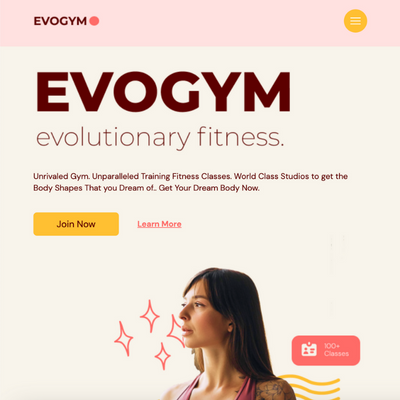 EVOGYM
EVOGYM
evolutionary fitness.
Unrivaled Gym. Unparalleled Training Fitness Classes. World Class Studios to get the
Body Shapes That you Dream of.. Get Your Dream Body Now.
Join Now
Learn More
100+
Classes